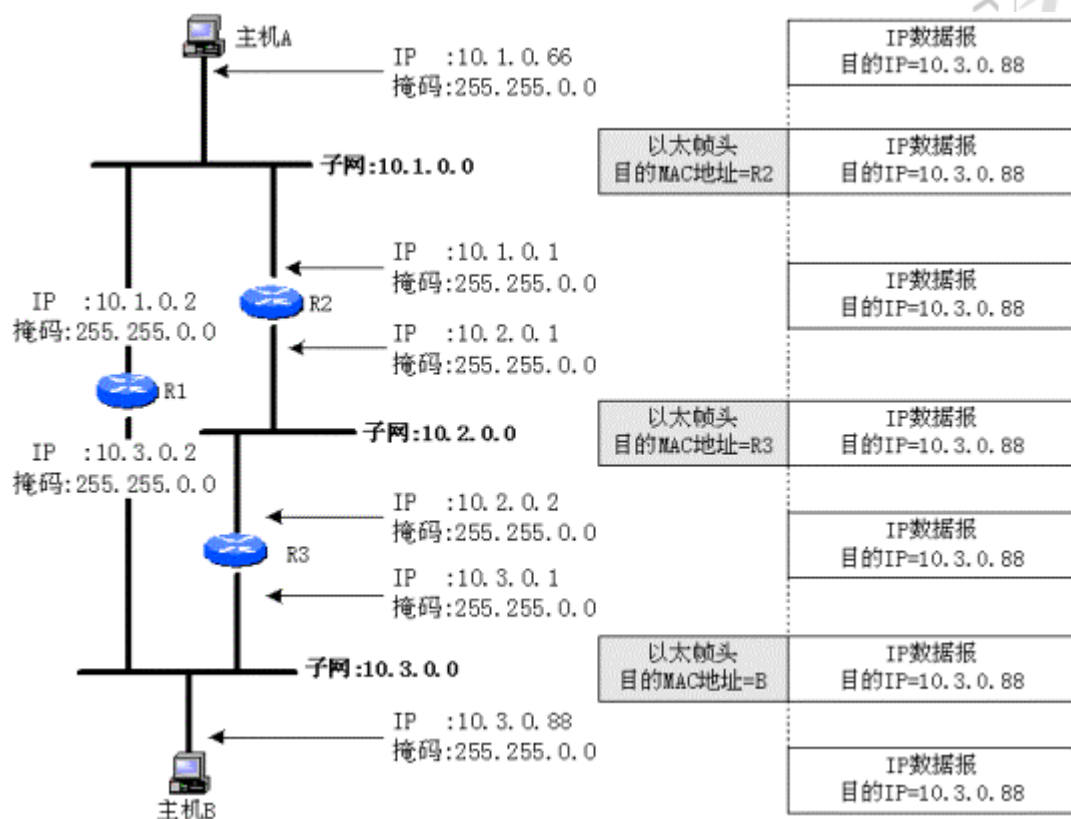 主机A
IP :10.1.0.66
掩码:255.255.0.0
子网:10.1.0.0
IP :10.1.0.1
掩码:255.255.0.0
R2
IP :10.1.0.2
掩码:255.255.0.0
IP :10.2.0.1
掩码:255.255.0.0
R1
子网:10.2.0.0
IP :10.3.0.2
掩码:255.255.0.0
IP :10.2.0.2
掩码:255.255.0.0
R3
IP :10.3.0.1
掩码:255.255.0.0
子网:10.3.0.0
IP :10.3.0.88
掩码:255.255.0.0
主机B
IP数据报
目的IP=10.3.0.88
以太帧头
目的MAC地址=R2
IP数据报
目的IP=10.3.0.88
IP数据报
目的IP=10.3.0.88
以太帧头
目的MAC地址=R3
IP数据报
目的IP=10.3.0.88
IP数据报
目的IP=10.3.0.88
以太帧头
目的MAC地址=B
IP数据报
目的IP=10.3.0.88
IP数据报
目的IP=10.3.0.88